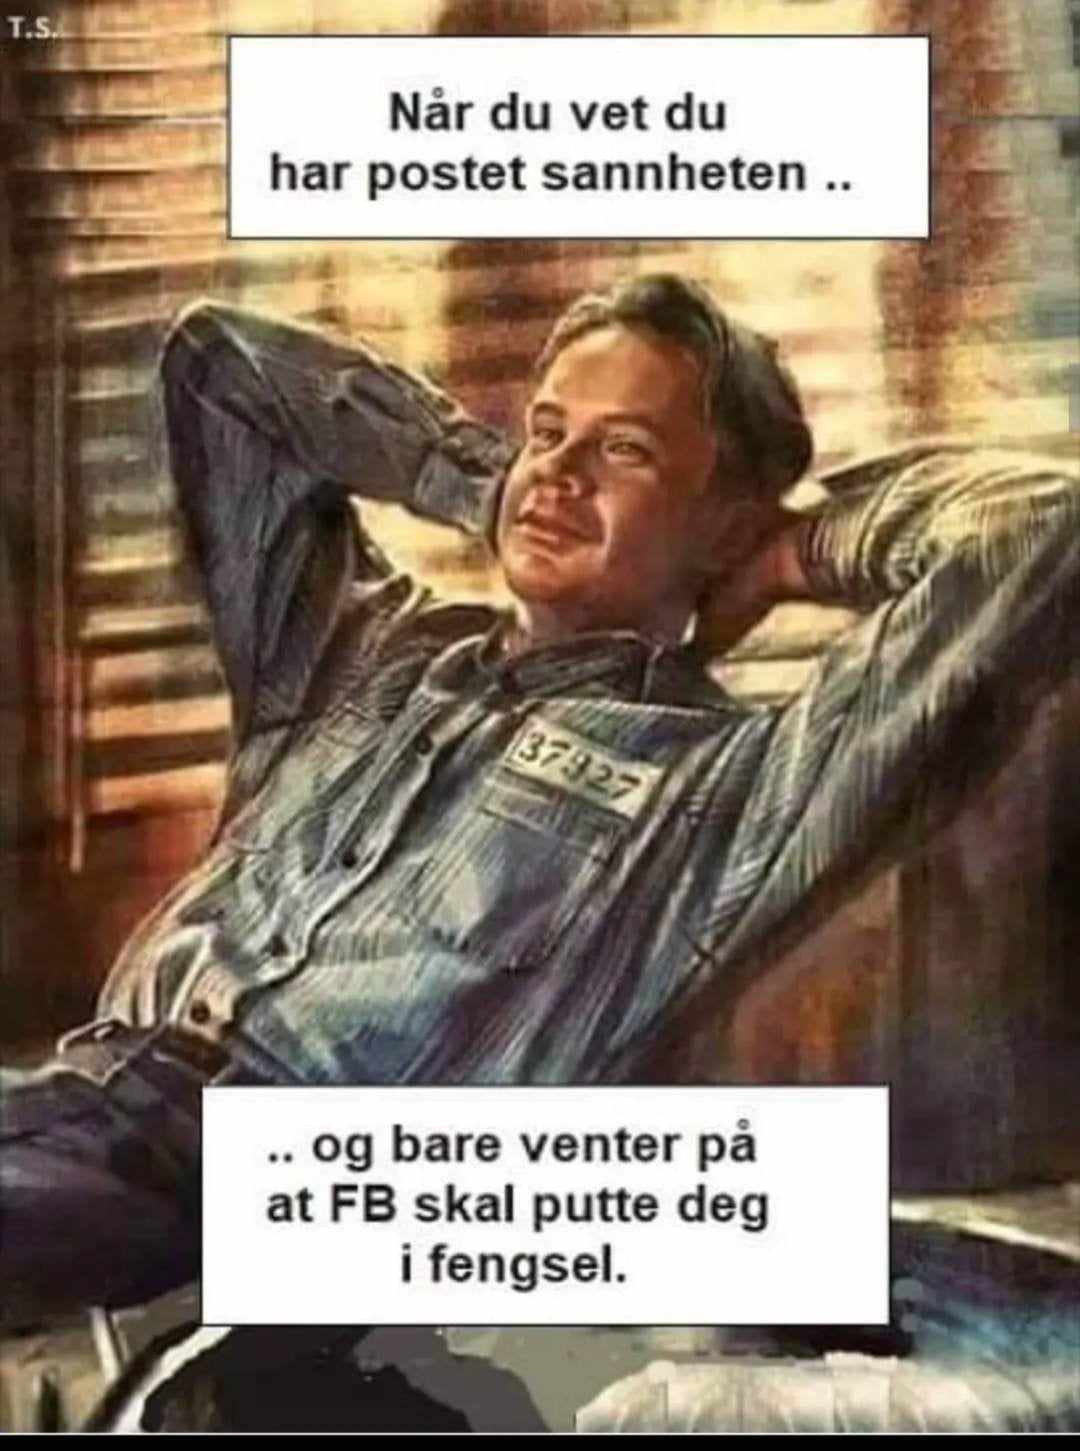 T.S.
Når du vet du
har postet sannheten ..
37927
.. og bare venter på
at FB skal putte deg
i fengsel.